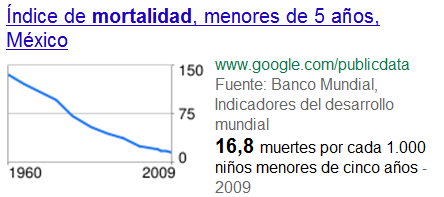 Índice de mortalidad, menores de 5 años,
México
150
75
0
1960
2009
www.google.com/publicdata
Fuente: Banco Mundial,
Indicadores del desarrollo
mundial
16,8 muertes por cada 1.000
niños menores de cinco años -
2009